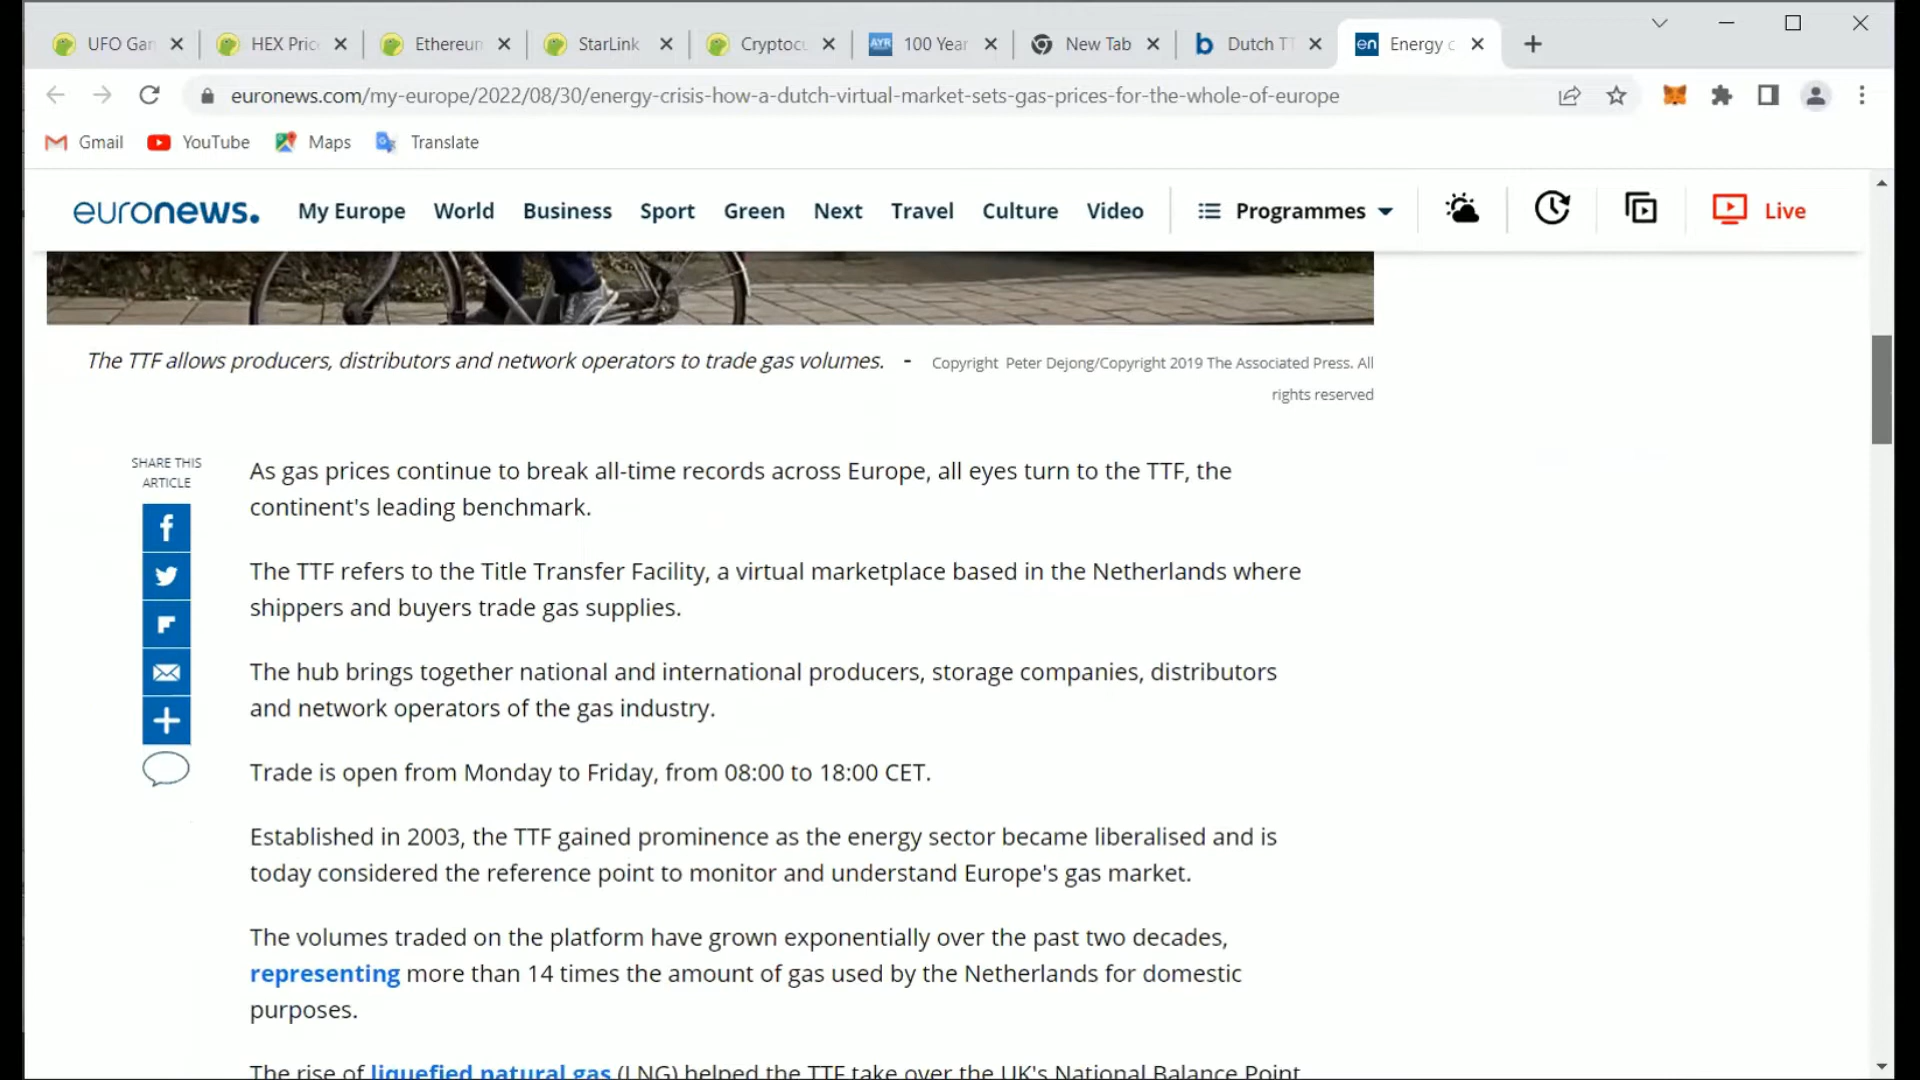 UFO Gar
HEX Pric
Ethereun
StarLink
Cryptocu
AYR 100 Year
New Tab
b Dutch T
en Energy c
euronews.com/my-europe/2022/08/30/energy-crisis-how-a-dutch-virtual-market-sets-gas-prices-for-the-whole-of-europe
Gmail YouTube Maps Translate
euronews. My Europe World Business Sport Green Next Travel Culture Video Programmes Live
The TTF allows producers, distributors and network operators to trade gas volumes. - Copyright Peter Dejong/Copyright 2019 The Associated Press. All
rights reserved
SHARE THIS
ARTICLE
As gas prices continue to break all-time records across Europe, all eyes turn to the TTF, the
continent's leading benchmark.
The TTF refers to the Title Transfer Facility, a virtual marketplace based in the Netherlands where
shippers and buyers trade gas supplies.
The hub brings together national and international producers, storage companies, distributors
and network operators of the gas industry.
Trade is open from Monday to Friday, from 08:00 to 18:00 CET.
Established in 2003, the TTF gained prominence as the energy sector became liberalised and is
today considered the reference point to monitor and understand Europe's gas market.
The volumes traded on the platform have grown exponentially over the past two decades,
representing more than 14 times the amount of gas used by the Netherlands for domestic
purposes.
The rise of liquefied natural gas (LNG) helped the TTF take over the UK's National Balance Point